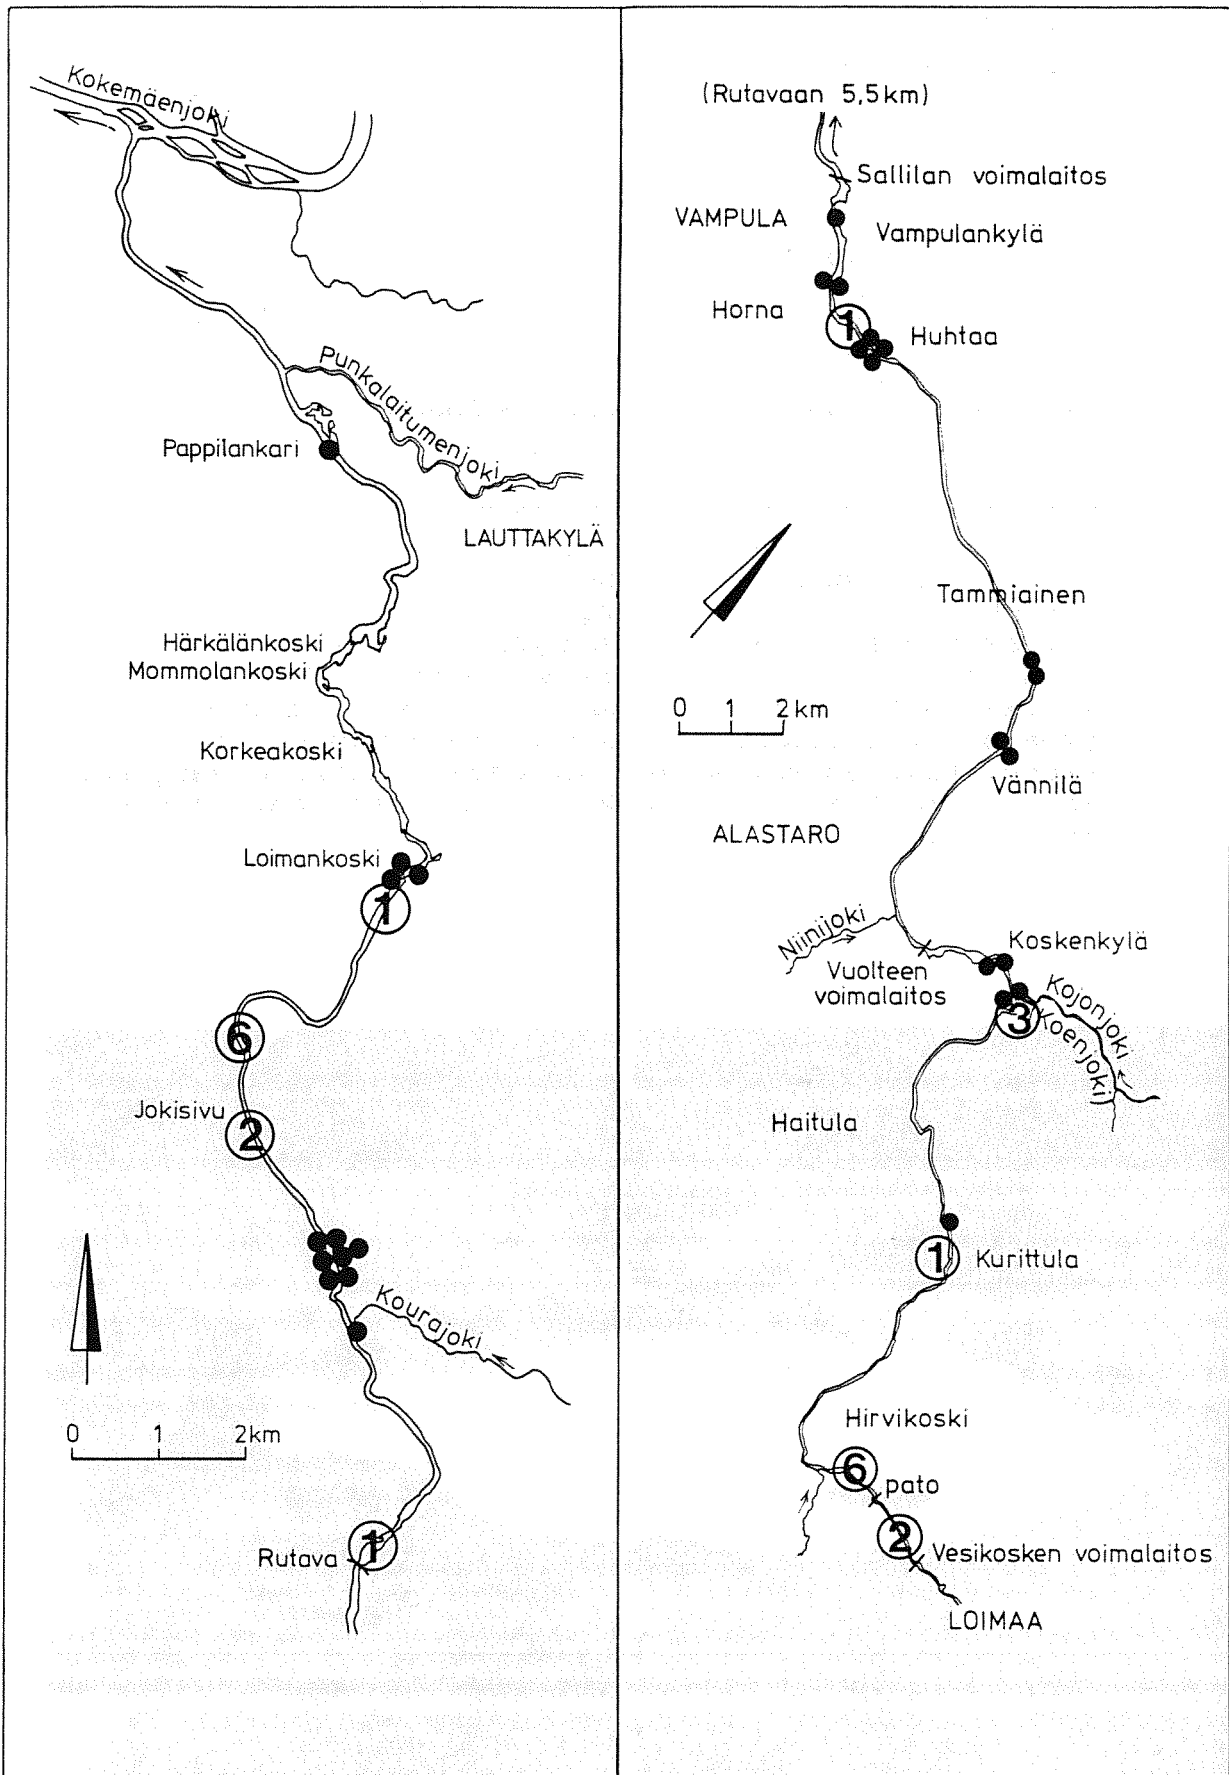 Kokemäenjoki
Punkalaitumenjoki
Pappilankari
LAUTTAKYLÄ
Härkälänkoski
Mommolankoski
Korkeakoski
Loimankoski
1
6
Jokisivu
2
Kourajoki
0 1 2km
1
Rutava
(Rutavaan 5,5km)
Sallilan voimalaitos
VAMPULA
Vampulankylä
Horna
1
Huhtaa
Tammiainen
0 1 2km
Vännilä
ALASTARO
Niinijoki
Koskenkylä
Vuolteen
voimalaitos
Kojonjoki
3
(Koenjoki)
Haitula
1
Kurittula
Hirvikoski
6
pato
2
Vesikosken voimalaitos
LOIMAA